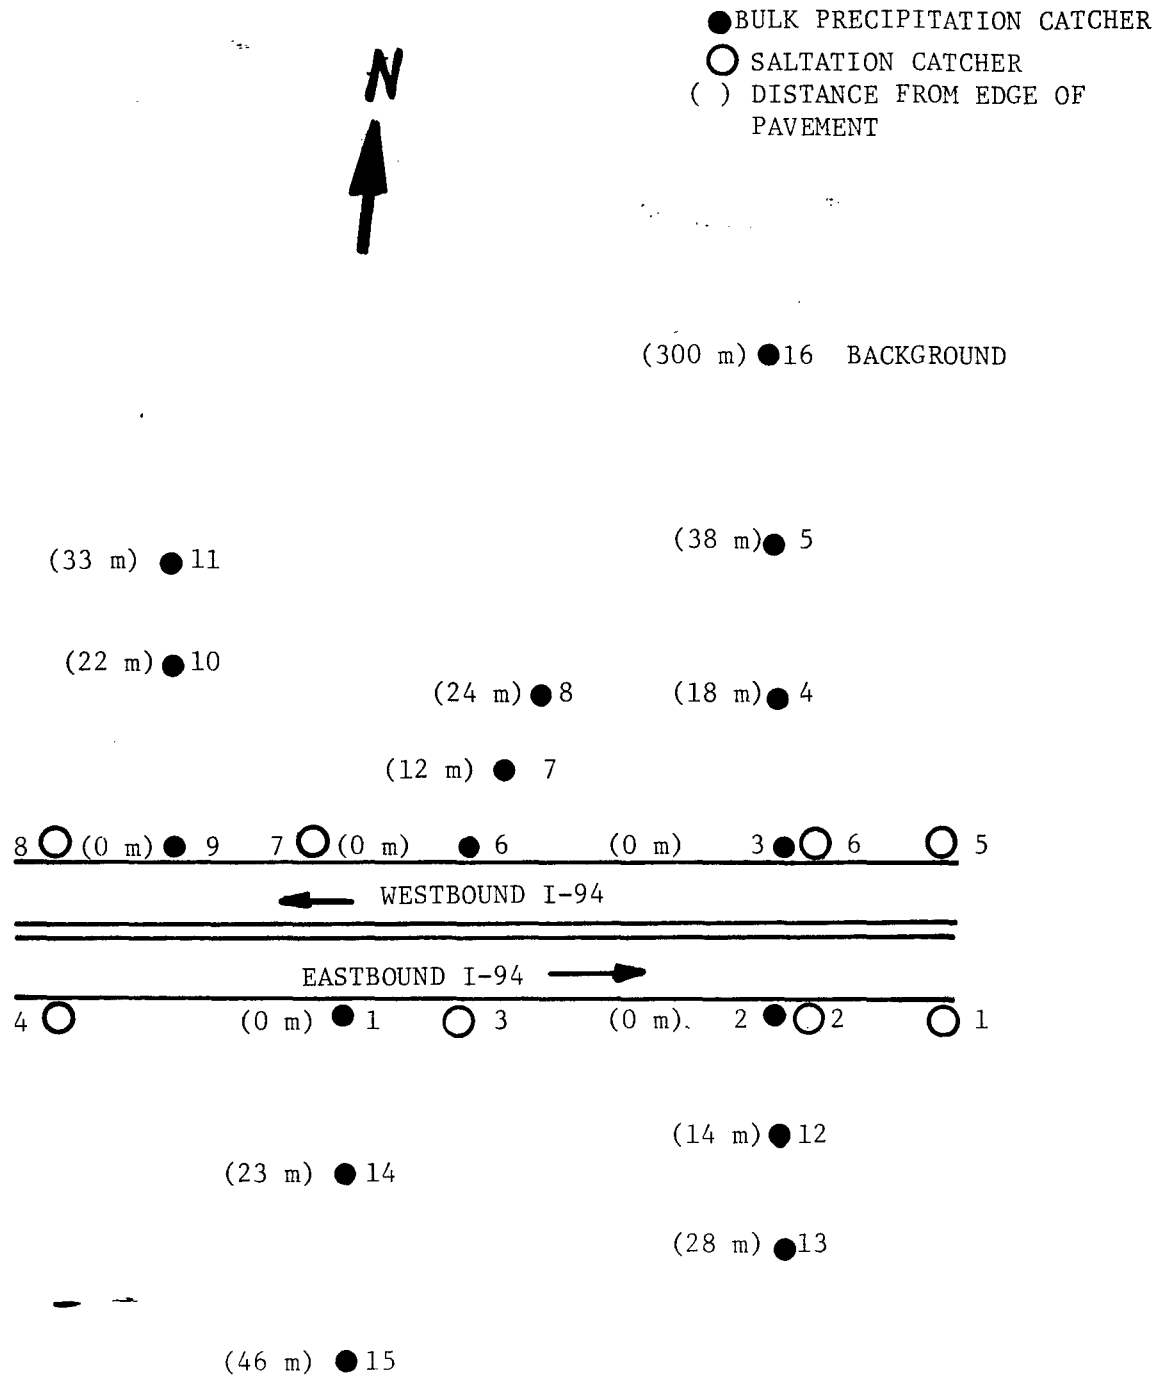 BULK PRECIPITATION CATCHER
SALTATION CATCHER
( ) DISTANCE FROM EDGE OF
PAVEMENT
N
(300 m) 16 BACKGROUND
(38 m) 5
(33 m) 11
(22 m) 10
(24 m) 8
(18 m) 4
(12 m) 7
8 (0 m) 9 7 (0 m) 6 (0 m) 3 6 5
WESTBOUND I-94
EASTBOUND I-94
4 (0 m) 1 3 (0 m) 2 2 1
(14 m) 12
(23 m) 14
(28 m) 13
(46 m) 15